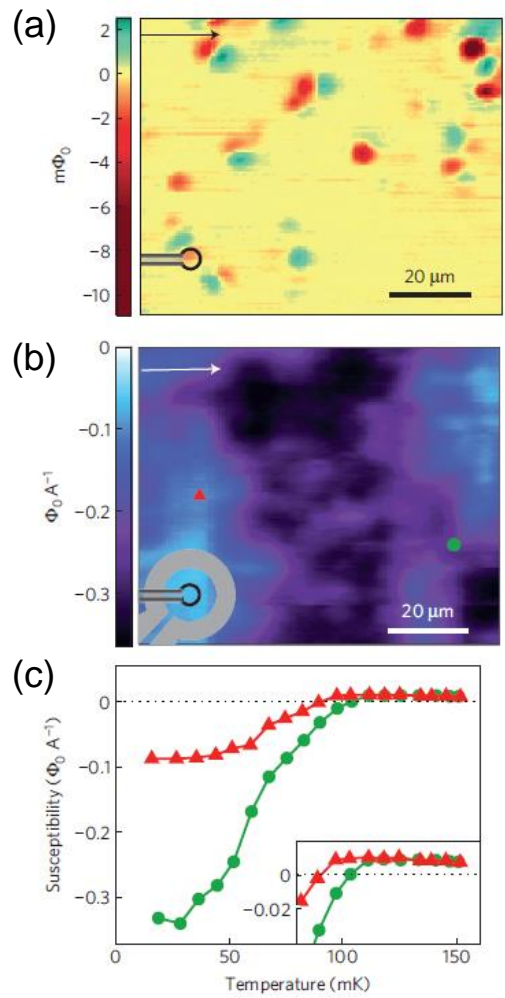 (a)
2
0
−2
−4
−6
−8
−10
mΦ₀
20 μm
(b)
0
−0.1
−0.2
−0.3
Φ₀ A⁻¹
20 μm
(c)
0
−0.1
−0.2
−0.3
Susceptibility (Φ₀ A⁻¹)
0
−0.02
0 50 100 150
Temperature (mK)